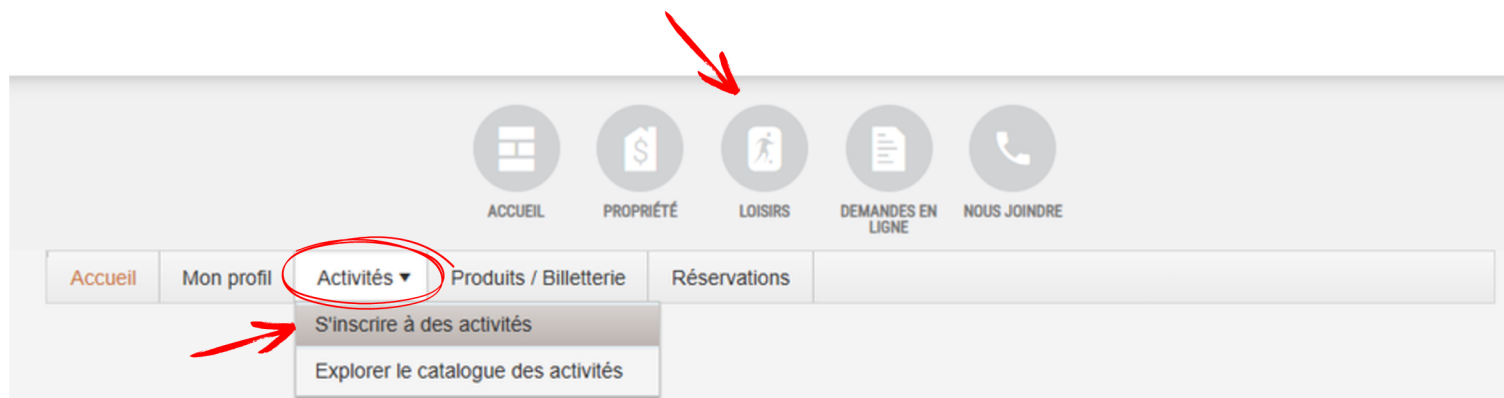 ACCUEIL
PROPRIÉTÉ
LOISIRS
DEMANDES EN
LIGNE
NOUS JOINDRE
Accueil
Mon profil
Activités ▼
Produits / Billetterie
Réservations
S'inscrire à des activités
Explorer le catalogue des activités